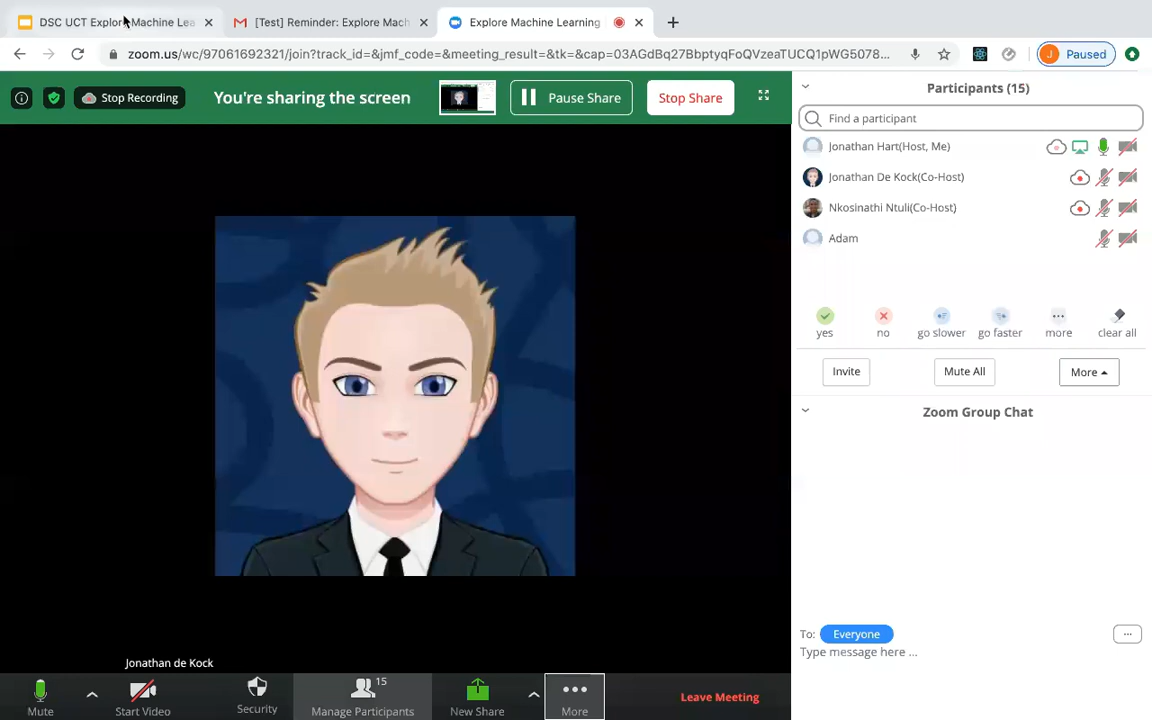 DSC UCT Explore Machine Lea
[Test] Reminder: Explore Mach
Explore Machine Learning
zoom.us/wc/97061692321/join?track_id=&jmf_code=&meeting_result=&tk=&cap=03AGdBq27BbptyqFoQVzeaTUCQ1pWG5078...
J Paused
Stop Recording
You're sharing the screen
Pause Share
Stop Share
Participants (15)
Find a participant
Jonathan Hart(Host, Me)
Jonathan De Kock(Co-Host)
Nkosinathi Ntuli(Co-Host)
Adam
yes
no
go slower
go faster
more
clear all
Invite
Mute All
More
Zoom Group Chat
To: Everyone
Type message here ...
Jonathan de Kock
Mute
Start Video
Security
15
Manage Participants
New Share
More
Leave Meeting